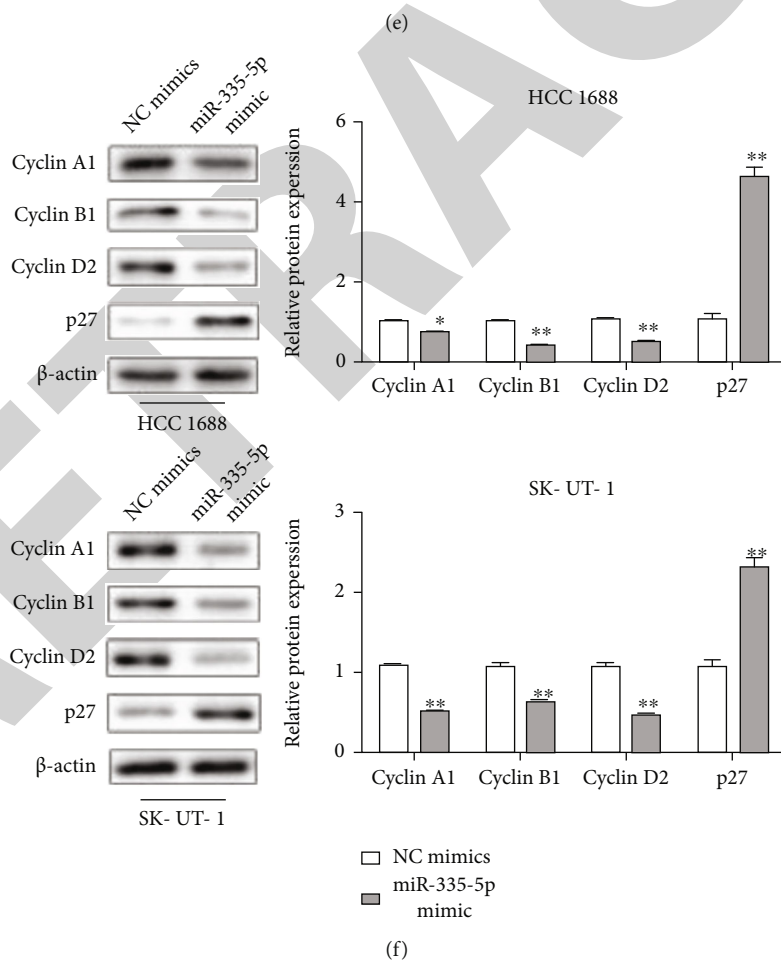 (e)
NC mimics
miR-335-5p
mimic
Cyclin A1
Cyclin B1
Cyclin D2
p27
β-actin
HCC 1688
HCC 1688
Relative protein experssion
6
4
2
0
*
**
**
**
Cyclin A1
Cyclin B1
Cyclin D2
p27
NC mimics
miR-335-5p
mimic
Cyclin A1
Cyclin B1
Cyclin D2
p27
β-actin
SK- UT- 1
SK- UT- 1
Relative protein experssion
3
2
1
0
**
**
**
**
Cyclin A1
Cyclin B1
Cyclin D2
p27
NC mimics
miR-335-5p
mimic
(f)
ETRAC